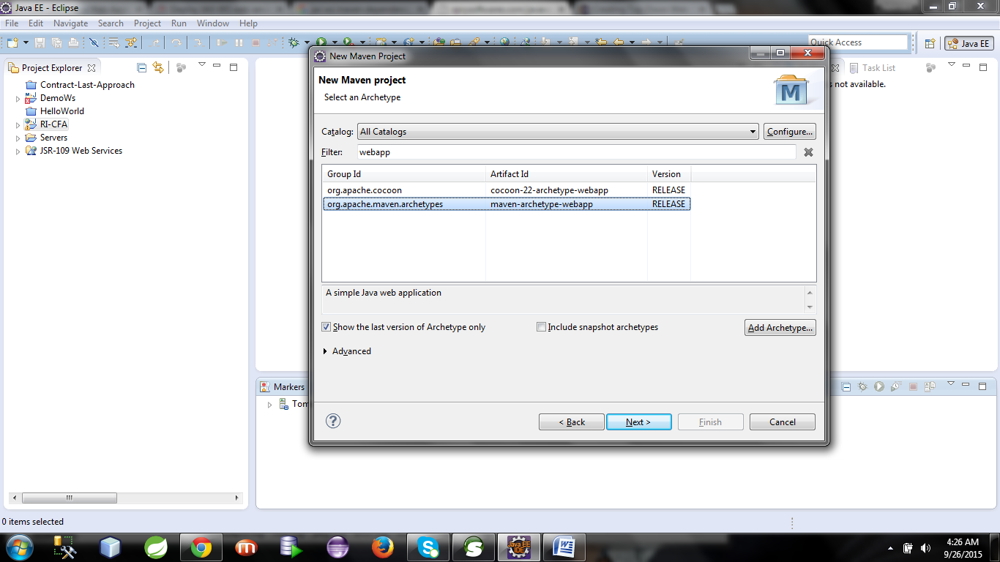 Java EE - Eclipse
File Edit Navigate Search Project Run Window Help
Quick Access
Java EE
Project Explorer
Contract-Last-Approach
DemoWs
HelloWorld
RI-CFA
Servers
JSR-109 Web Services
New Maven Project
New Maven project
Select an Archetype
M
Catalog: All Catalogs Configure...
Filter: webapp
Group Id Artifact Id Version
org.apache.cocoon cocoon-22-archetype-webapp RELEASE
org.apache.maven.archetypes maven-archetype-webapp RELEASE
A simple Java web application
Show the last version of Archetype only Include snapshot archetypes Add Archetype...
Advanced
? < Back Next > Finish Cancel
Task List
s not available.
Markers
Tom
0 items selected
Java EE
IDE
4:26 AM
9/26/2015